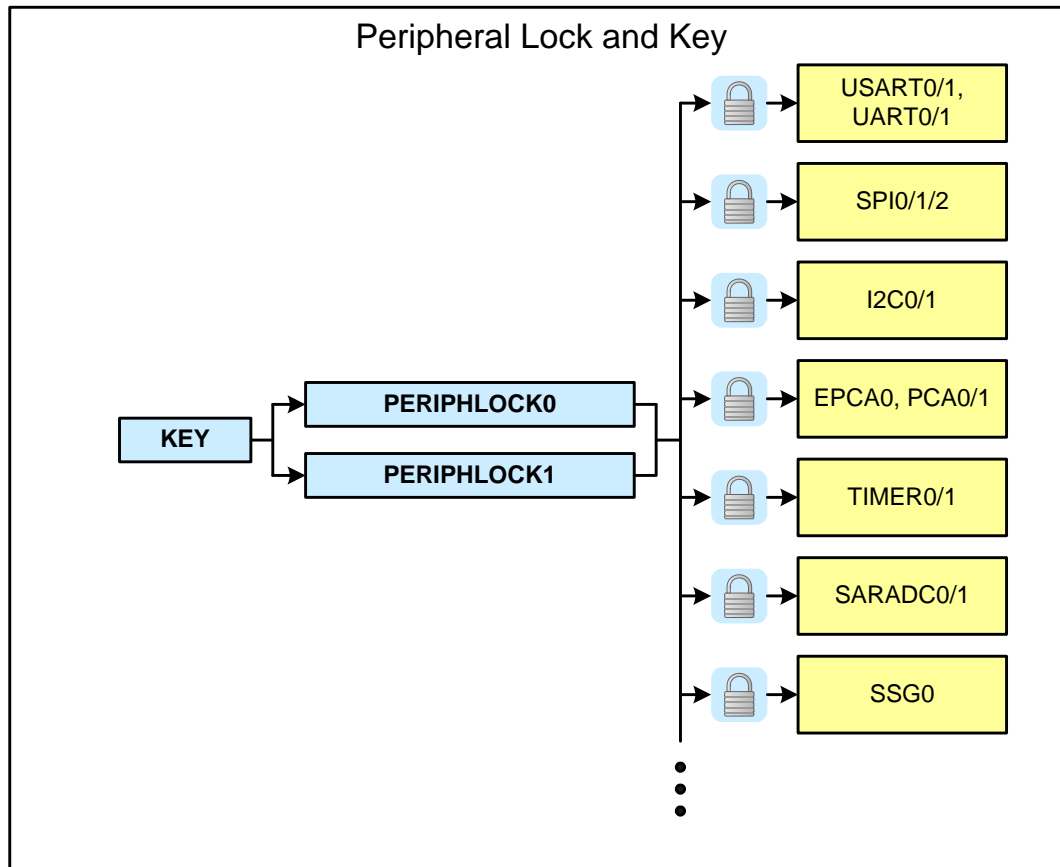 Peripheral Lock and Key
USART0/1,
UART0/1
SPI0/1/2
I2C0/1
EPCA0, PCA0/1
PERIPHLOCK0
KEY
PERIPHLOCK1
TIMER0/1
SARADC0/1
SSG0